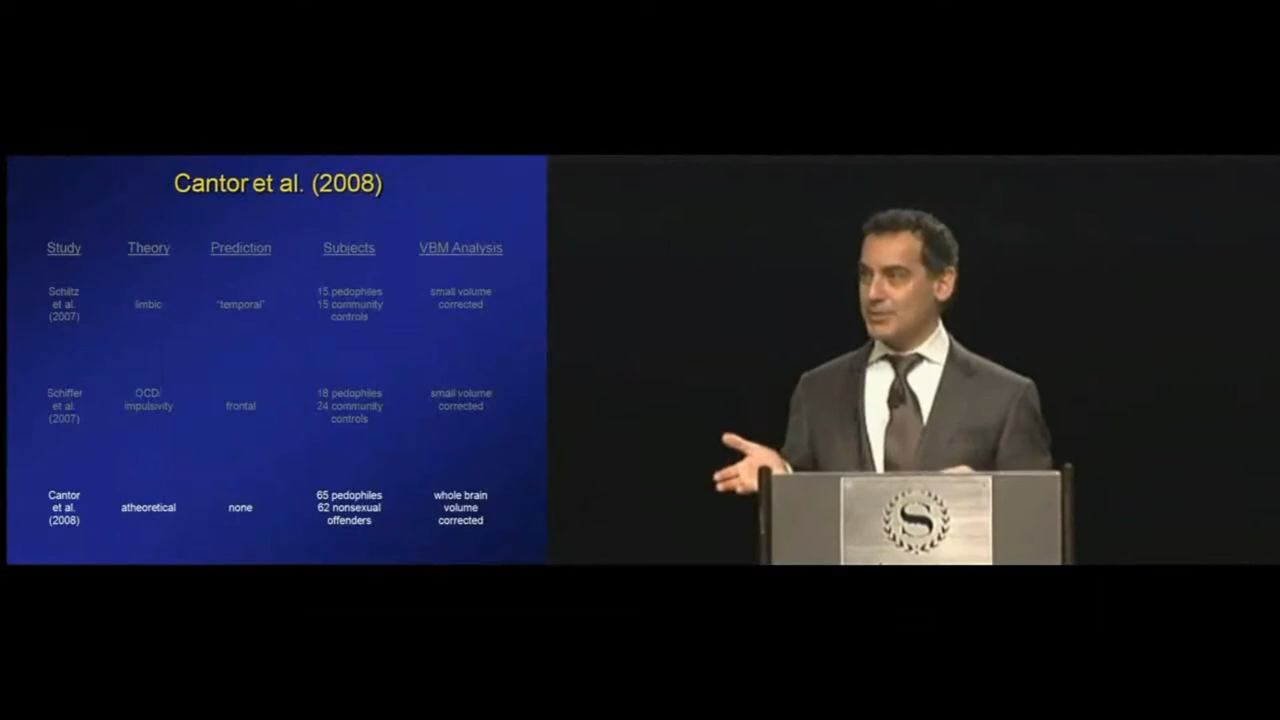 Cantor et al. (2008)
Study Theory Prediction Subjects VBM Analysis
Schiltz
et al.
(2007)
limbic
"temporal"
15 pedophiles
15 community
controls
small volume
corrected
Schiffer
et al.
(2007)
OCD/
impulsivity
frontal
18 pedophiles
24 community
controls
small volume
corrected
Cantor
et al.
(2008)
atheoretical
none
65 pedophiles
62 nonsexual
offenders
whole brain
volume
corrected
S